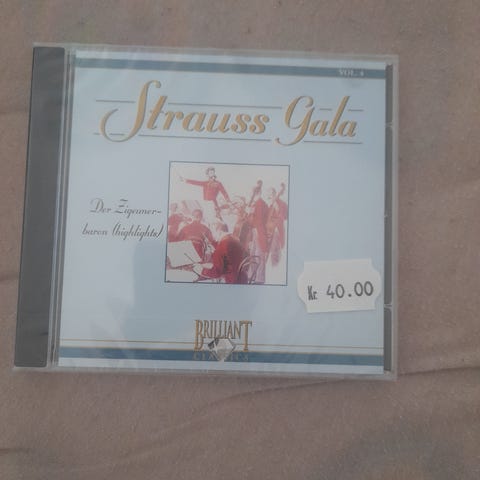 VOL. 4
Strauss Gala
Der Zigeuner-
baron (highlights)
Kr. 40.00
BRILLIANT
CLASSICS